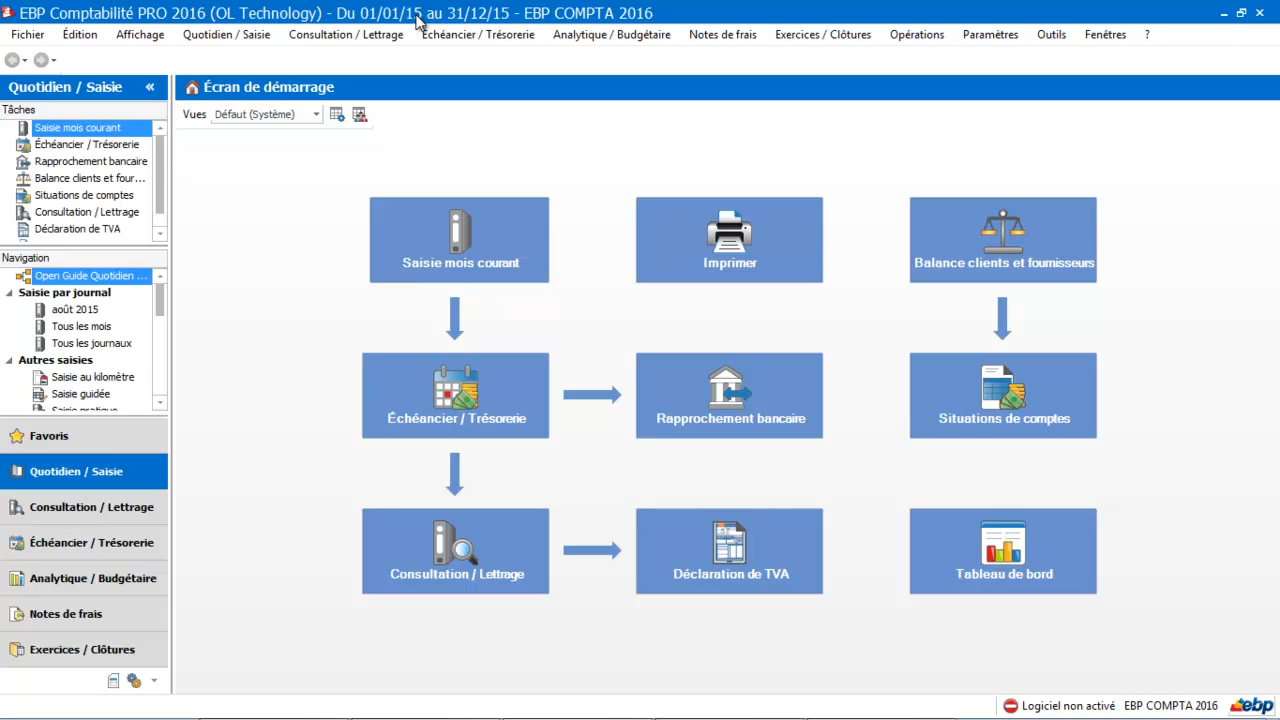 EBP Comptabilité PRO 2016 (OL Technology) - Du 01/01/15 au 31/12/15 - EBP COMPTA 2016
Fichier Édition Affichage Quotidien / Saisie Consultation / Lettrage Echéancier / Trésorerie Analytique / Budgétaire Notes de frais Exercices / Clôtures Opérations Paramètres Outils Fenêtres ?
Quotidien / Saisie «
Écran de démarrage
Tâches
Vues Défaut (Système)
Saisie mois courant
Échéancier / Trésorerie
Rapprochement bancaire
Balance clients et four...
Situations de comptes
Consultation / Lettrage
Déclaration de TVA
Navigation
Open Guide Quotidien ...
Saisie par journal
août 2015
Tous les mois
Tous les journaux
Autres saisies
Saisie au kilomètre
Saisie guidée
Saisie pratique
Favoris
Quotidien / Saisie
Consultation / Lettrage
Échéancier / Trésorerie
Analytique / Budgétaire
Notes de frais
Exercices / Clôtures
Saisie mois courant
Imprimer
Balance clients et fournisseurs
Échéancier / Trésorerie
Rapprochement bancaire
Situations de comptes
Consultation / Lettrage
Déclaration de TVA
Tableau de bord
Logiciel non activé EBP COMPTA 2016 ebp